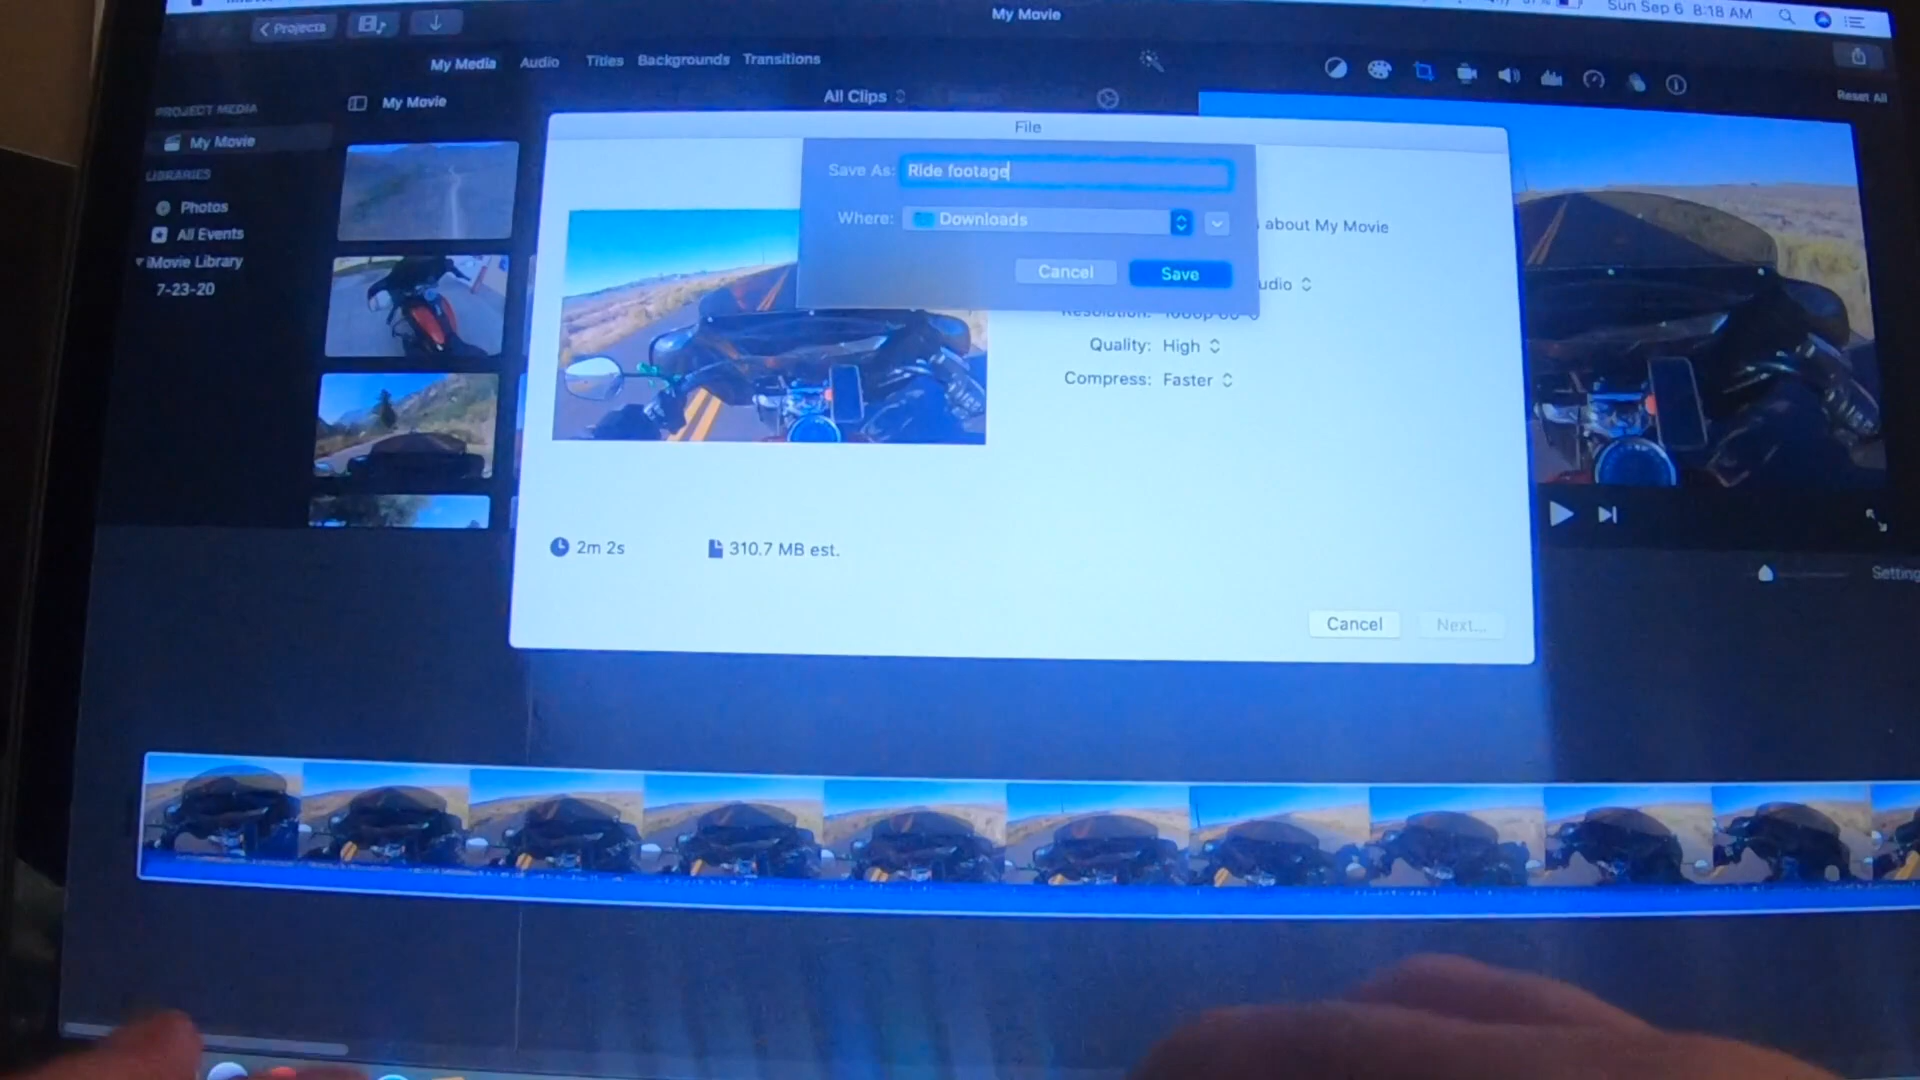 Sun Sep 6 8:18 AM
Projects
My Movie
My Media Audio Titles Backgrounds Transitions
PROJECT MEDIA
My Movie
All Clips
Reset All
My Movie
LIBRARIES
Photos
All Events
iMovie Library
7-23-20
File
Save As: Ride footage
Where: Downloads
Cancel Save
about My Movie
Quality: High
Compress: Faster
2m 2s 310.7 MB est.
Cancel Next...